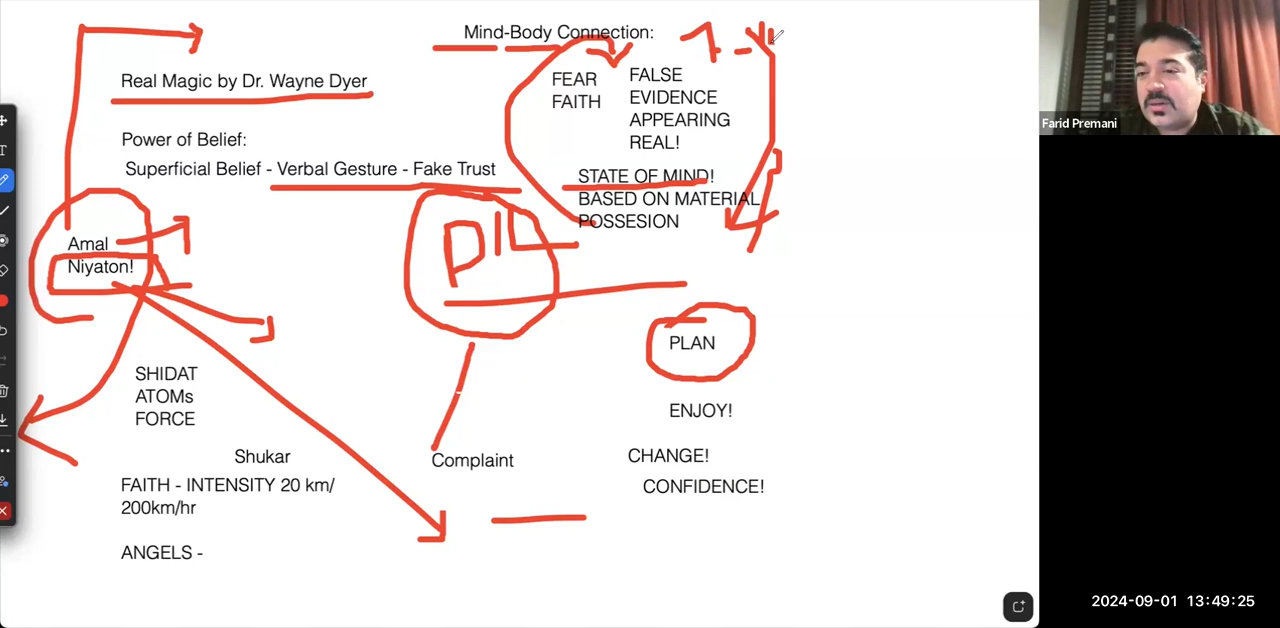 Mind-Body Connection:
Real Magic by Dr. Wayne Dyer
FEAR
FAITH
FALSE
EVIDENCE
APPEARING
REAL!
Power of Belief:
Superficial Belief - Verbal Gesture - Fake Trust
STATE OF MIND!
BASED ON MATERIAL
POSSESION
Amal
Niyaton!
PLAN
SHIDAT
ATOMs
FORCE
ENJOY!
Shukar
Complaint
CHANGE!
FAITH - INTENSITY 20 km/
200km/hr
CONFIDENCE!
ANGELS -
Farid Premani
2024-09-01 13:49:25